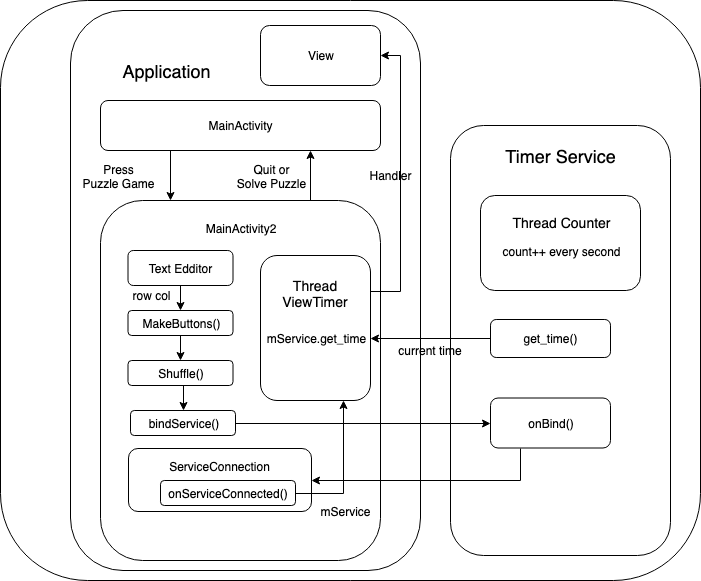 View
Application
MainActivity
Press
Puzzle Game
Quit or
Solve Puzzle
Handler
Timer Service
MainActivity2
Thread Counter
count++ every second
Text Edditor
row col
Thread
ViewTimer
MakeButtons()
mService.get_time
get_time()
current time
Shuffle()
bindService()
onBind()
ServiceConnection
onServiceConnected()
mService